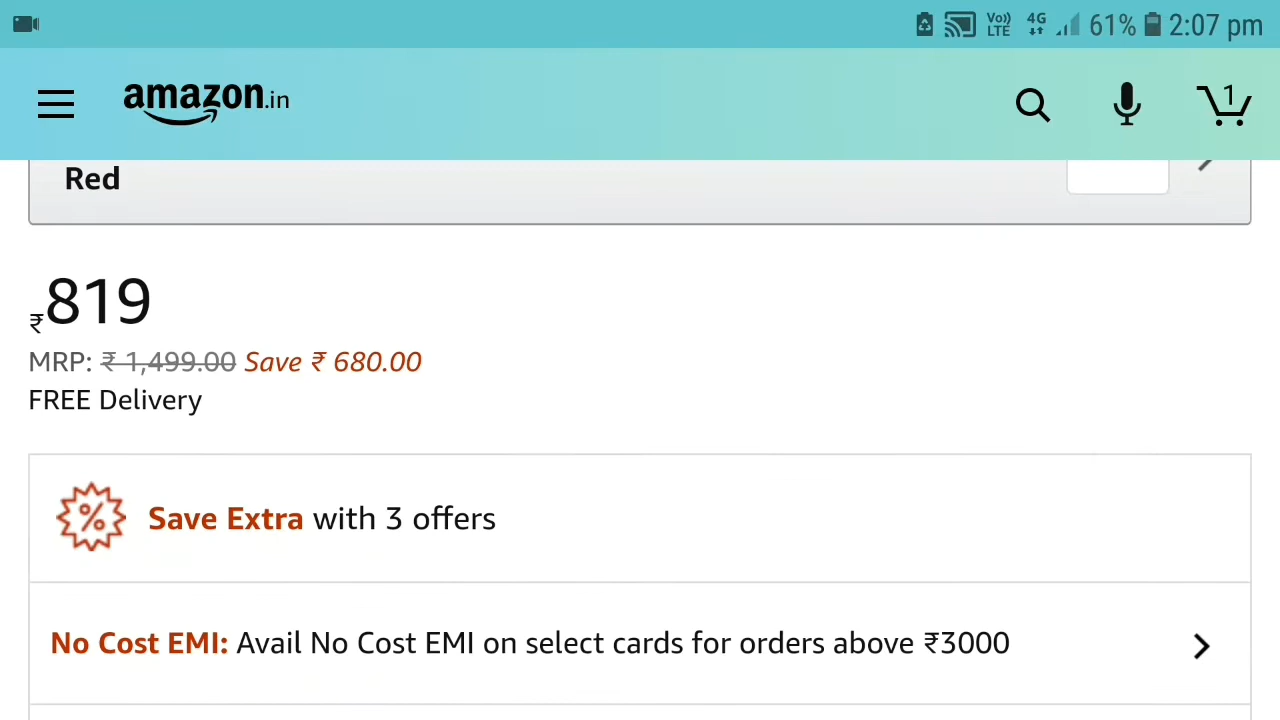 Vo)) LTE 4G 61% 2:07 pm
amazon.in
1
Red
₹819
MRP: ₹ 1,499.00 Save ₹ 680.00
FREE Delivery
% Save Extra with 3 offers
No Cost EMI: Avail No Cost EMI on select cards for orders above ₹3000